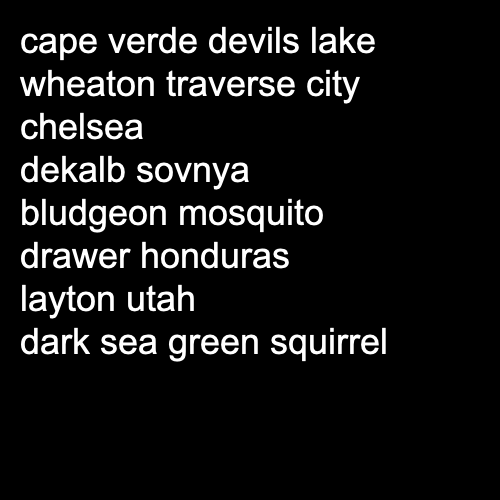 cape verde devils lake
wheaton traverse city
chelsea
dekalb sovnya
bludgeon mosquito
drawer honduras
layton utah
dark sea green squirrel